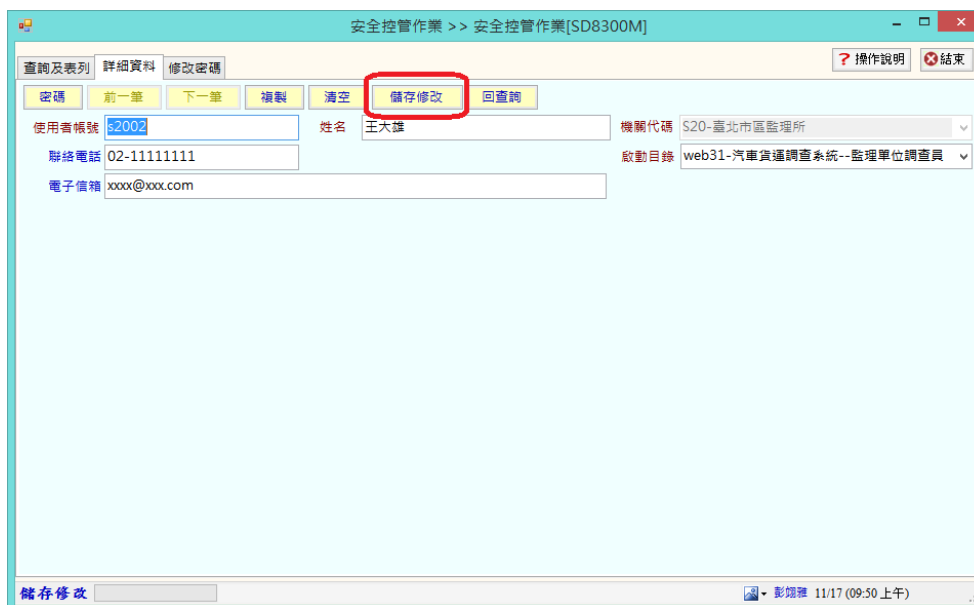 安全控管作業 >> 安全控管作業[SD8300M]
查詢及表列 詳細資料 修改密碼 ? 操作說明 結束
密碼 前一筆 下一筆 複製 清空 儲存修改 回查詢
使用者帳號 s2002 姓名 王大雄 機關代碼 S20-臺北市區監理所
聯絡電話 02-11111111 啟動目錄 web31-汽車貨運調查系統--監理單位調查員
電子信箱 xxxx@xxx.com
儲存修改 彭翊雅 11/17 (09:50 上午)